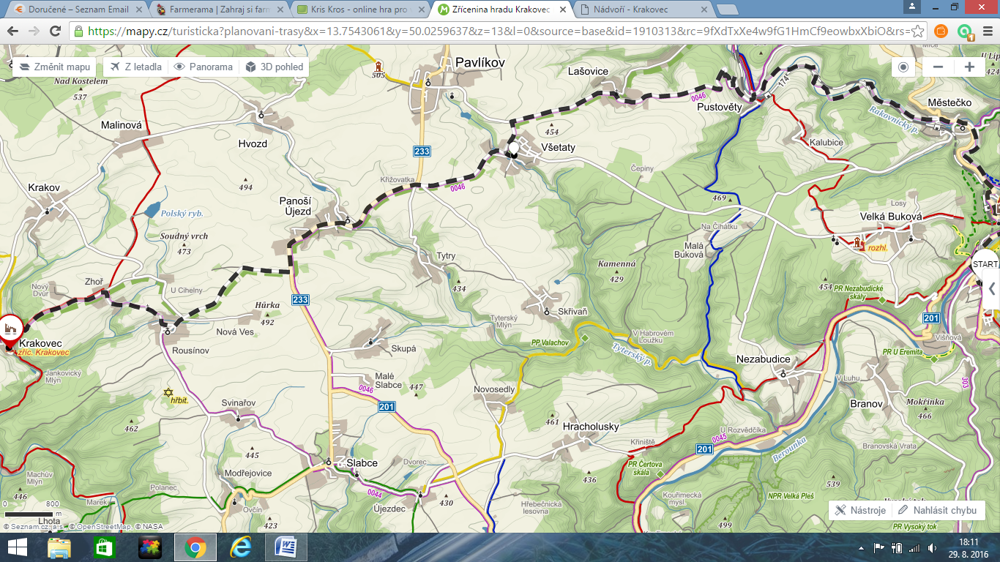 Doručené – Seznam Email
Farmerama | Zahraj si farm
Kris Kros - online hra pro
Zřícenina hradu Krakovec
Nádvoří - Krakovec
https://mapy.cz/turisticka?planovani-trasy&x=13.7543061&y=50.0259637&z=13&l=0&source=base&id=1910313&rc=9fXdTxXe4w9fG1HmCf9eowbxXbiO&rs=
Změnit mapu
Z letadla
Panorama
3D pohled
505
Pavlíkov
Lašovice
174
Nad Kostelem
537
0046
Pustověty
Městečko
Rakovnický p.
424
Malinová
Hvozd
454
Kalubice
233
Všetaty
Čepiny
Křižovatka
0046
494
Krakov
Panoší
Újezd
469
Losy
Polský ryb.
Velká Buková
Na Čihátku
Soudný vrch
473
Malá
Buková
rozhl.
Tytry
Kamenná
429
START
Zhoř
434
454
Nový
Dvůr
U Cihelny
PR Nezabudické
skály
233
Hůrka
492
Skřivaň
201
Tyterský
Mlýn
Nová Ves
V Habrovém
Loužku
Višňová
Krakovec
zříc. Krakovec
PP Valachov
Rousínov
Skupá
Tyterský p.
PR U Eremita
Nezabudice
Jankovický
Mlýn
Malé
Slabce
447
V Luhu
303
0046
Novosedly
hřbit.
Svinařov
201
Branov
Mokřinka
466
461
462
Hracholusky
U Rozvědčíka
0045
Křiniště
201
Berounka
Branovská Vrata
445
Slabce
Dvorec
PR Čertova
skála
Machův
Mlýn
446
Modřejovice
436
539
Polanec
0044
Kouřimecká
mysl.
NPR Velká Pleš
Marek
Ovčín
Újezdec
430
Hřebečnická
lesovna
0
800
m
Lhota
423
499
Nástroje
Nahlásit chybu
PR Vysoký tok
© Seznam.cz, a.s., © OpenStreetMap, © NASA
18:11
29. 8. 2016